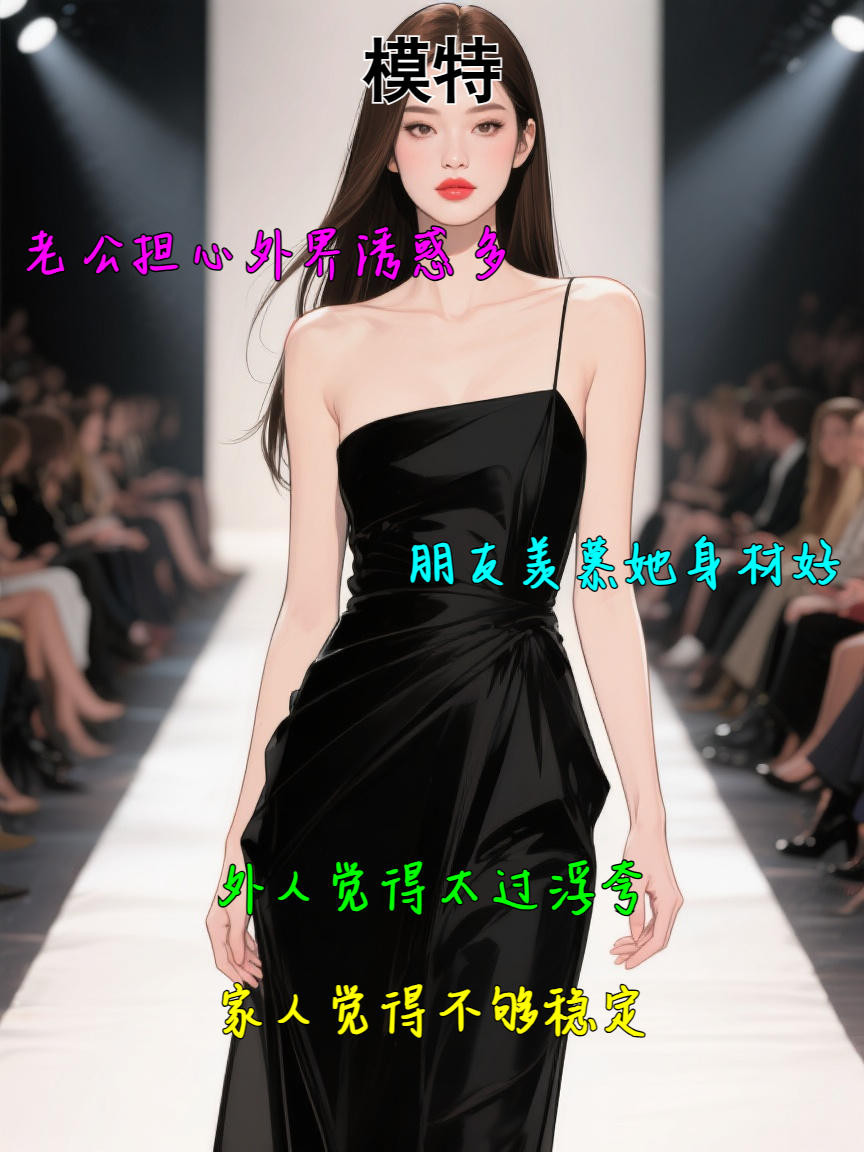 模特
老公担心外界诱惑多
朋友羡慕她身材好
外人觉得太过浮夸
家人觉得不够稳定